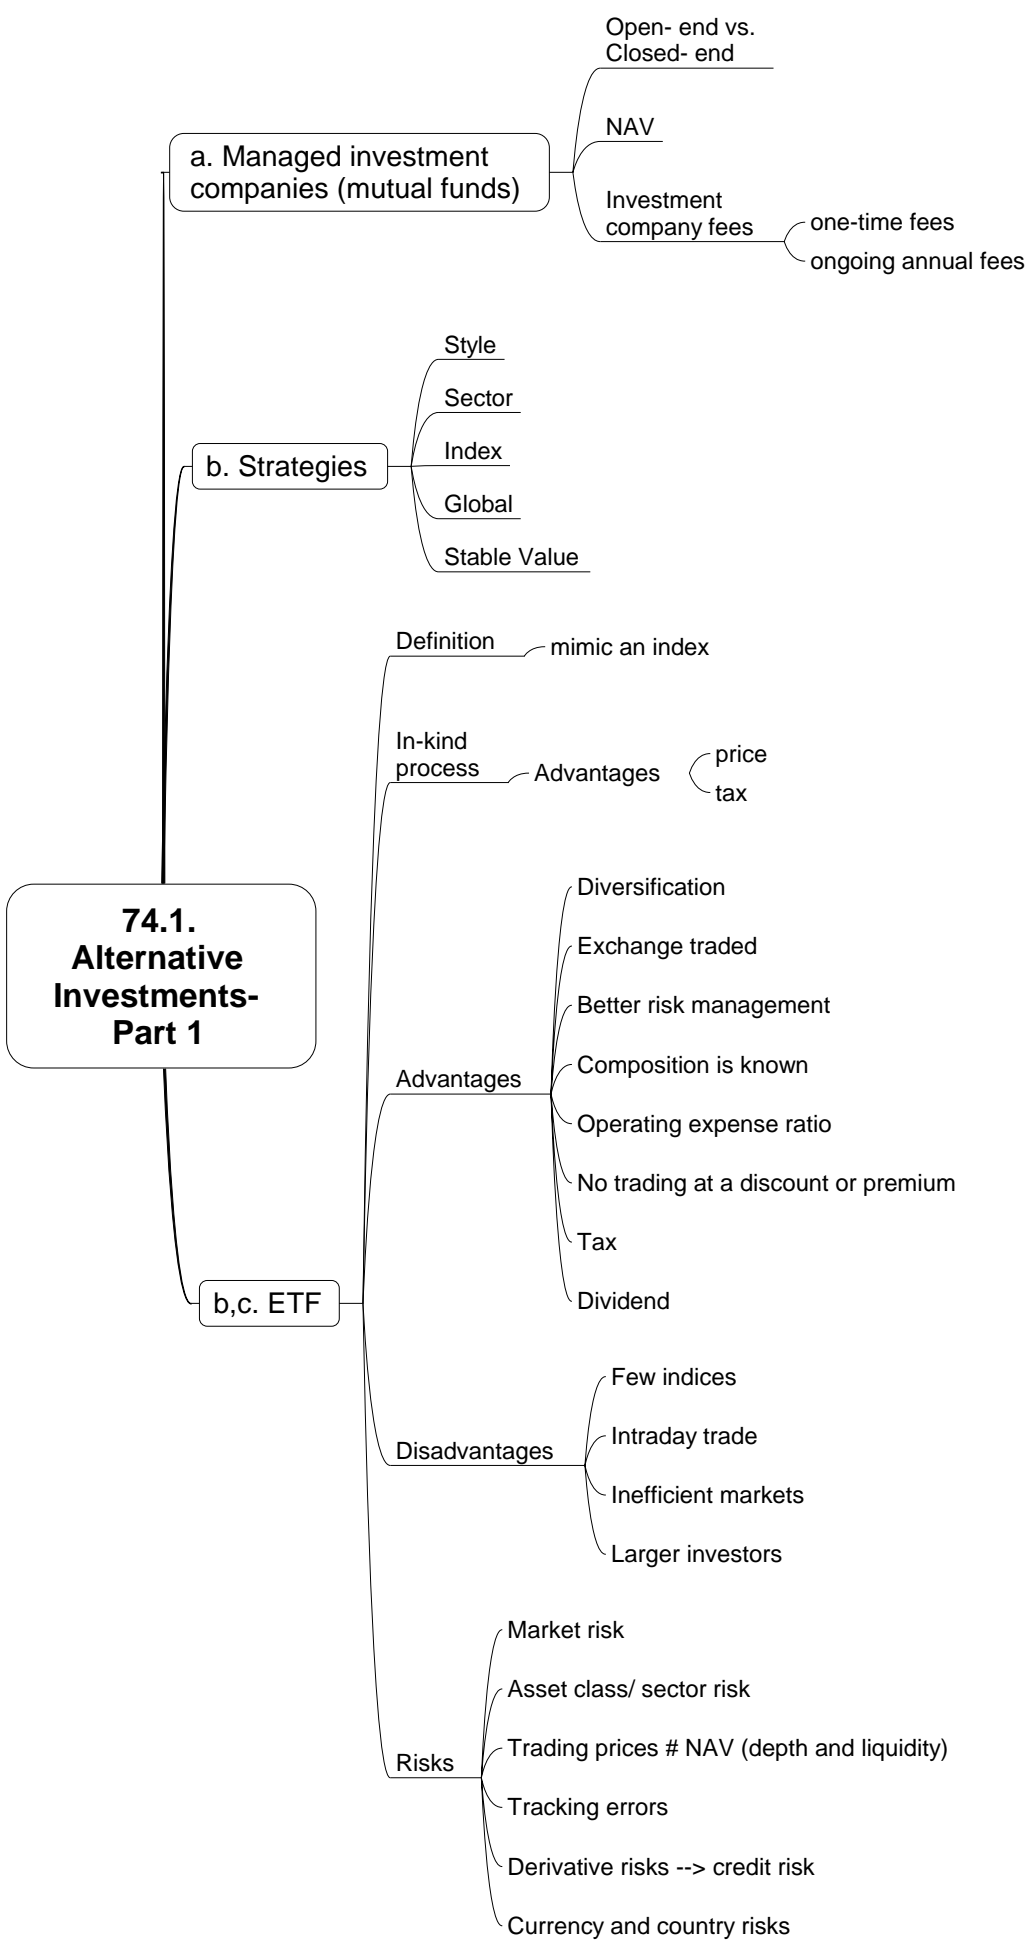 Open- end vs.
Closed- end
NAV
a. Managed investment
companies (mutual funds)
Investment
company fees
one-time fees
ongoing annual fees
Style
Sector
Index
b. Strategies
Global
Stable Value
Definition
mimic an index
In-kind
process
Advantages
price
tax
74.1.
Alternative
Investments-
Part 1
Diversification
Exchange traded
Better risk management
Composition is known
Advantages
Operating expense ratio
No trading at a discount or premium
Tax
Dividend
b,c. ETF
Few indices
Intraday trade
Disadvantages
Inefficient markets
Larger investors
Market risk
Asset class/ sector risk
Trading prices # NAV (depth and liquidity)
Risks
Tracking errors
Derivative risks --> credit risk
Currency and country risks